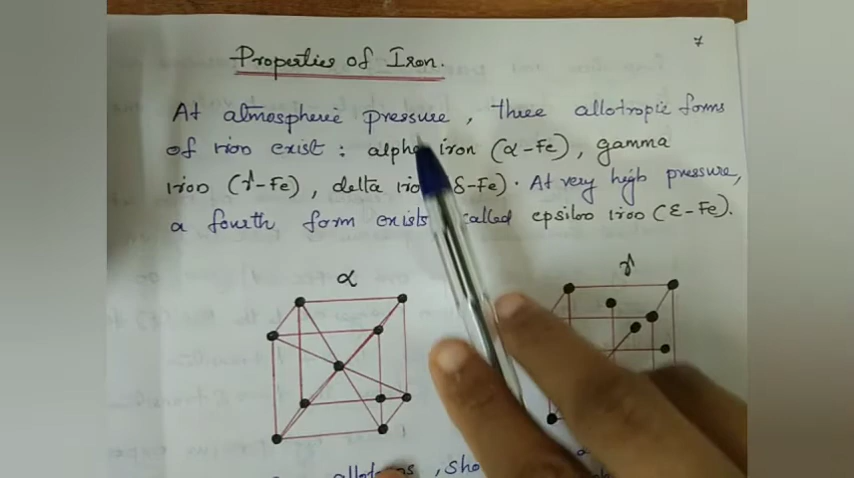 7
Properties of Iron.
At atmospheric pressure, three allotropic forms
of iron exist : alpha iron (α-Fe), gamma
iron (γ-Fe), delta iron (δ-Fe). At very high pressure,
a fourth form exists called epsilon iron (ε-Fe).
α
γ
, sho